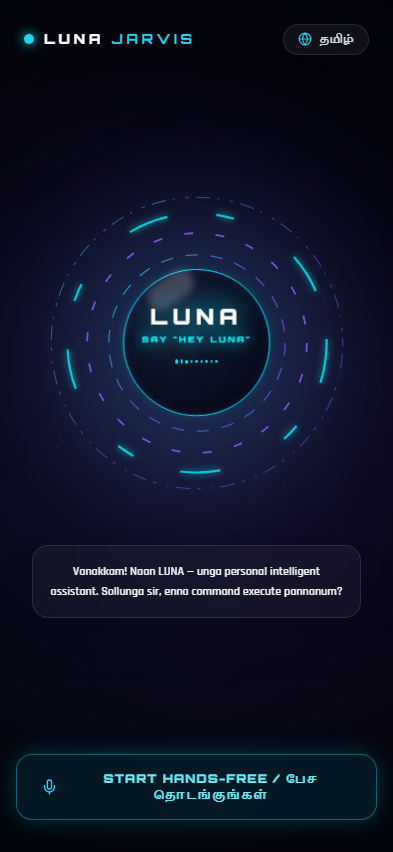 LUNA JARVIS
தமிழ்
LUNA
SAY "HEY LUNA"
Vanakkam! Naan LUNA — unga personal intelligent
assistant. Sollunga sir, enna command execute pannanum?
START HANDS-FREE / பேச
தொடங்குங்கள்